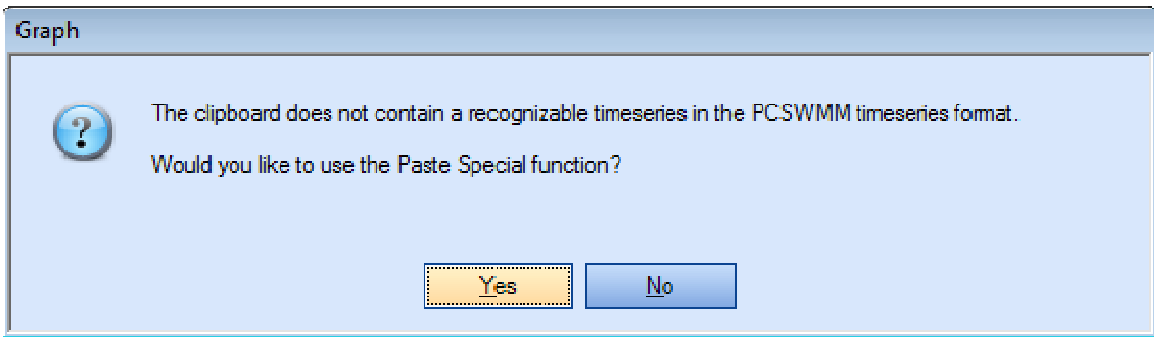 Graph
The clipboard does not contain a recognizable timeseries in the PCSWMM timeseries format.
Would you like to use the Paste Special function?
Yes No